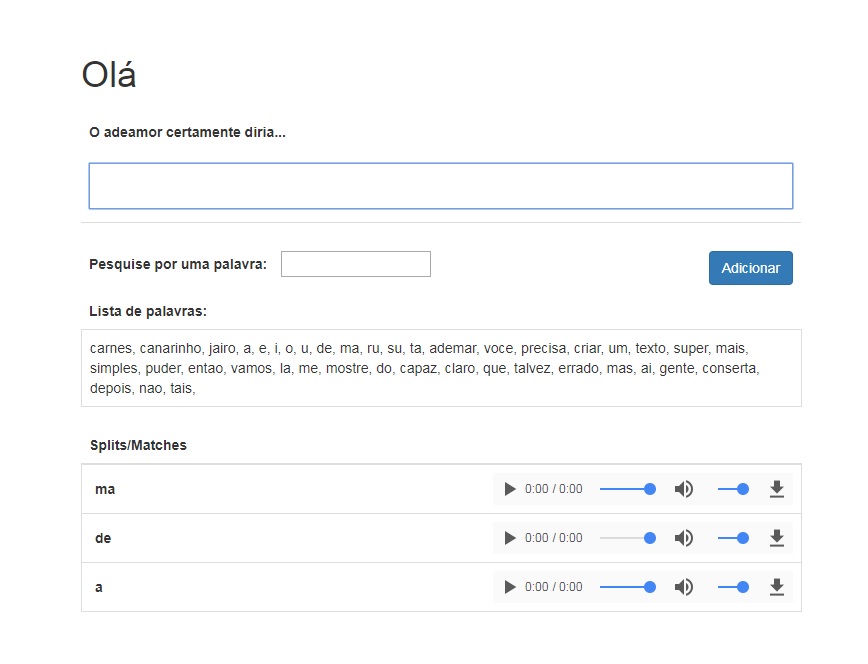 Olá
O adeamor certamente diria...
Pesquise por uma palavra:
Adicionar
Lista de palavras:
carnes, canarinho, jairo, a, e, i, o, u, de, ma, ru, su, ta, ademar, voce, precisa, criar, um, texto, super, mais,
simples, puder, entao, vamos, la, me, mostre, do, capaz, claro, que, talvez, errado, mas, ai, gente, conserta,
depois, nao, tais,
Splits/Matches
ma 0:00 / 0:00
de 0:00 / 0:00
a 0:00 / 0:00